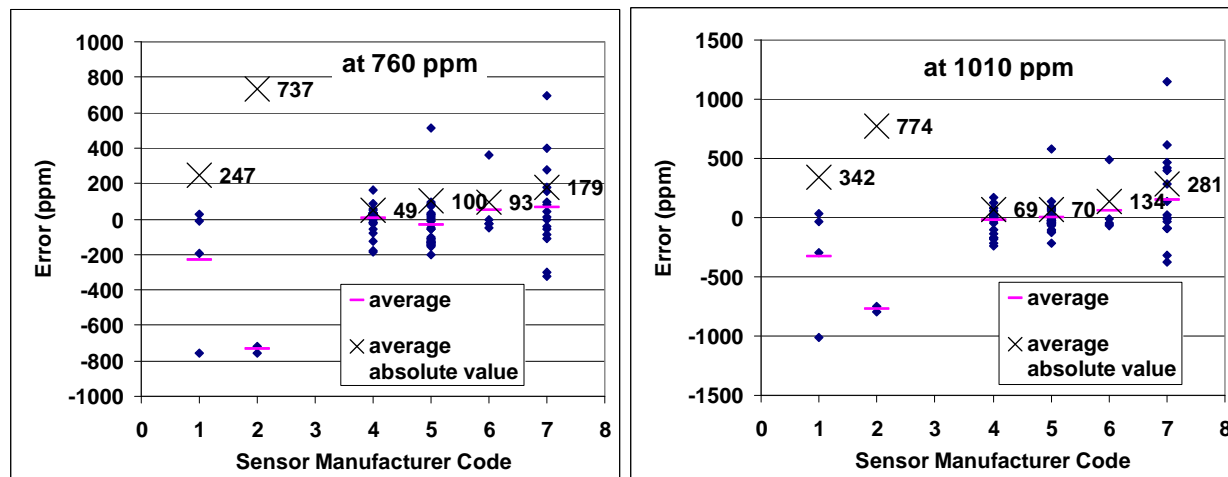 at 760 ppm
1000
800
600
400
200
0
-200
-400
-600
-800
-1000
Error (ppm)
737
247
49
100
93
179
average
average
absolute value
0 1 2 3 4 5 6 7 8
Sensor Manufacturer Code
at 1010 ppm
1500
1000
500
0
-500
-1000
-1500
Error (ppm)
774
342
69
70
134
281
average
average
absolute value
0 1 2 3 4 5 6 7 8
Sensor Manufacturer Code